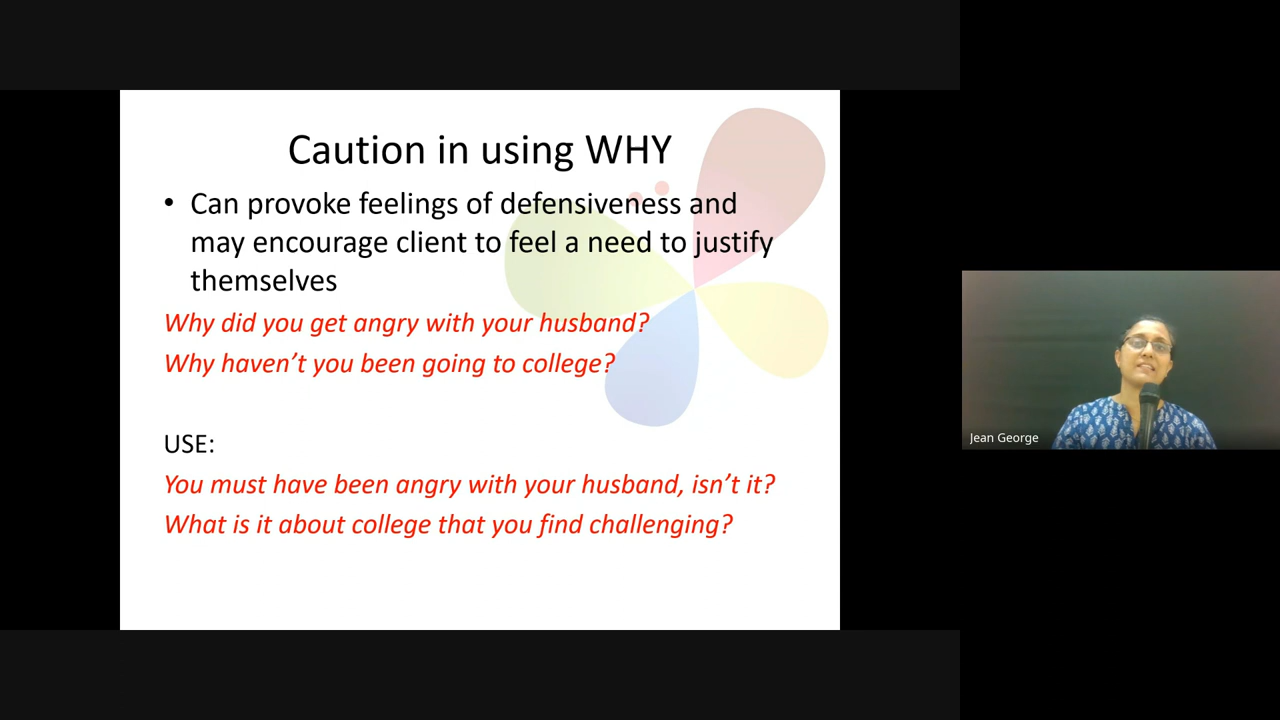 Caution in using WHY
• Can provoke feelings of defensiveness and
may encourage client to feel a need to justify
themselves
Why did you get angry with your husband?
Why haven’t you been going to college?
USE:
You must have been angry with your husband, isn’t it?
What is it about college that you find challenging?
Jean George